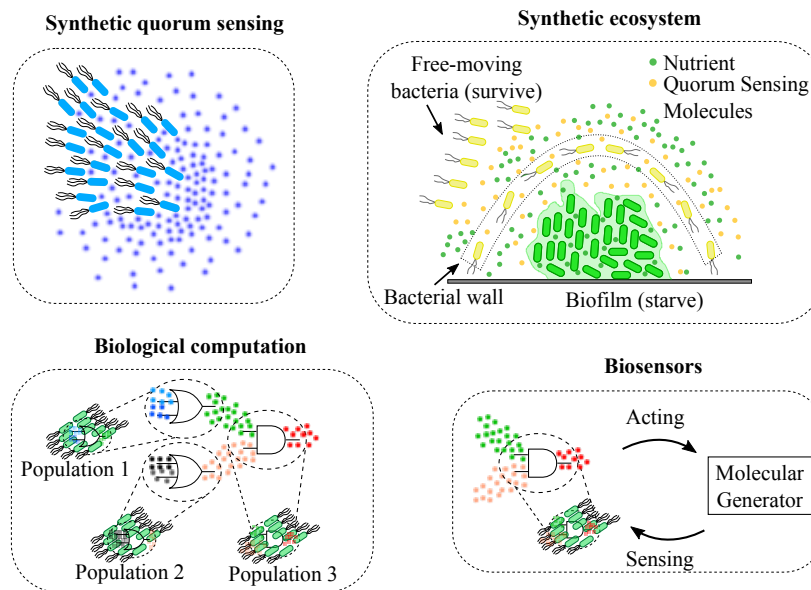 Synthetic quorum sensing
Synthetic ecosystem
Free-moving
bacteria (survive)
Nutrient
Quorum Sensing
Molecules
Bacterial wall
Biofilm (starve)
Biological computation
Population 1
Population 2
Population 3
Biosensors
Acting
Molecular
Generator
Sensing